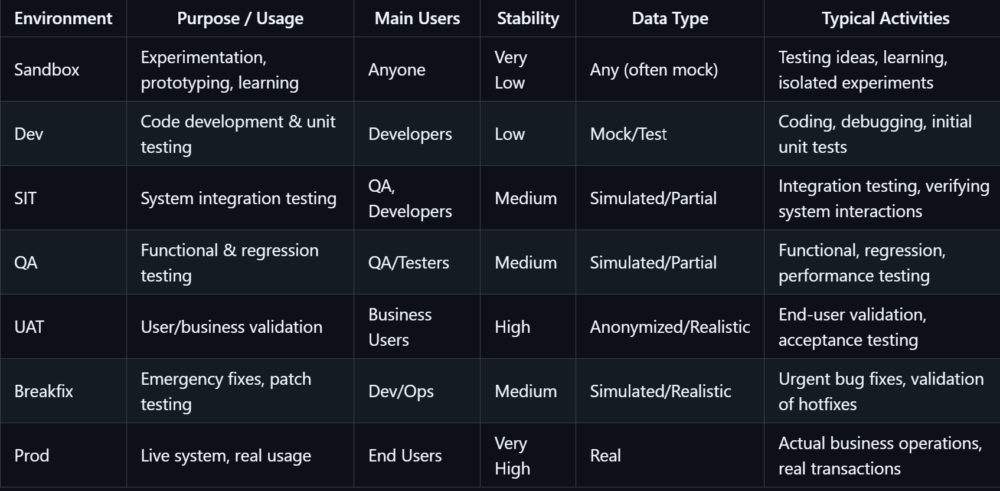 Environment Purpose / Usage Main Users Stability Data Type Typical Activities
Sandbox
Experimentation,
prototyping, learning
Anyone
Very
Low
Any (often mock)
Testing ideas, learning,
isolated experiments
Dev
Code development & unit
testing
Developers
Low
Mock/Test
Coding, debugging, initial
unit tests
SIT
System integration testing
QA,
Developers
Medium
Simulated/Partial
Integration testing, verifying
system interactions
QA
Functional & regression
testing
QA/Testers
Medium
Simulated/Partial
Functional, regression,
performance testing
UAT
User/business validation
Business
Users
High
Anonymized/Realistic
End-user validation,
acceptance testing
Breakfix
Emergency fixes, patch
testing
Dev/Ops
Medium
Simulated/Realistic
Urgent bug fixes, validation
of hotfixes
Prod
Live system, real usage
End Users
Very
High
Real
Actual business operations,
real transactions